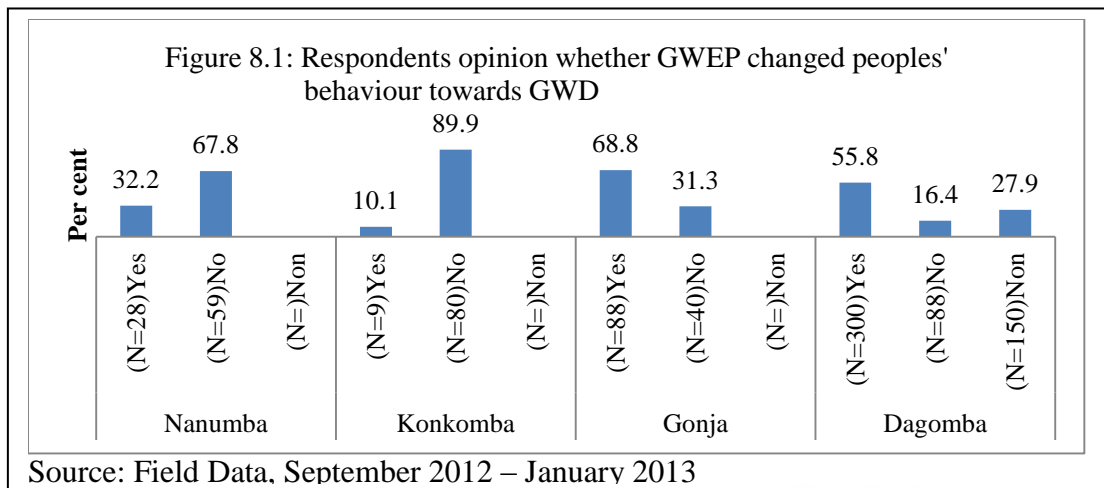 Figure 8.1: Respondents opinion whether GWEP changed peoples'
behaviour towards GWD
Per cent
32.2
67.8
10.1
89.9
68.8
31.3
55.8
16.4
27.9
(N=28)Yes
(N=59)No
(N=)Non
(N=9)Yes
(N=80)No
(N=)Non
(N=88)Yes
(N=40)No
(N=)Non
(N=300)Yes
(N=88)No
(N=150)Non
Nanumba
Konkomba
Gonja
Dagomba
Source: Field Data, September 2012 – January 2013